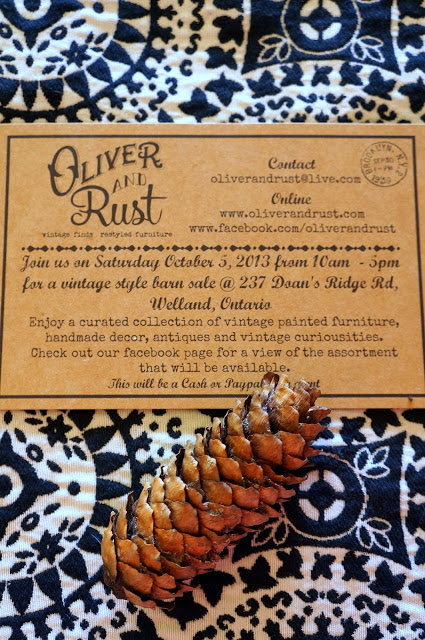 OLIVER
AND
Rust
vintage finds restyled furniture
Contact
oliverandrust@live.com
Online
www.oliverandrust.com
www.facebook.com/oliverandrust
BROOKLYN, N.Y.
1936
Join us on Saturday October 5, 2013 from 10am - 5pm
for a vintage style barn sale @ 237 Doan's Ridge Rd,
Welland, Ontario
Enjoy a curated collection of vintage painted furniture,
handmade decor, antiques and vintage curiousities.
Check out our facebook page for a view of the assortment
that will be available.
This will be a Cash or Paypal